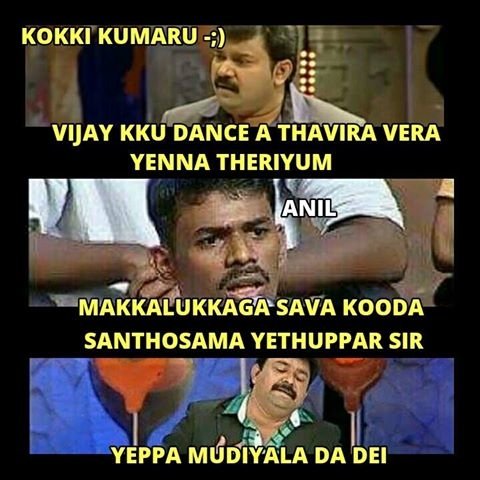 KOKKI KUMARU -;)
VIJAY KKU DANCE A THAVIRA VERA
YENNA THERIYUM
ANIL
MAKKALUKKAGA SAVA KOODA
SANTHOSAMA YETHUPPAR SIR
YEPPA MUDIYALA DA DEI